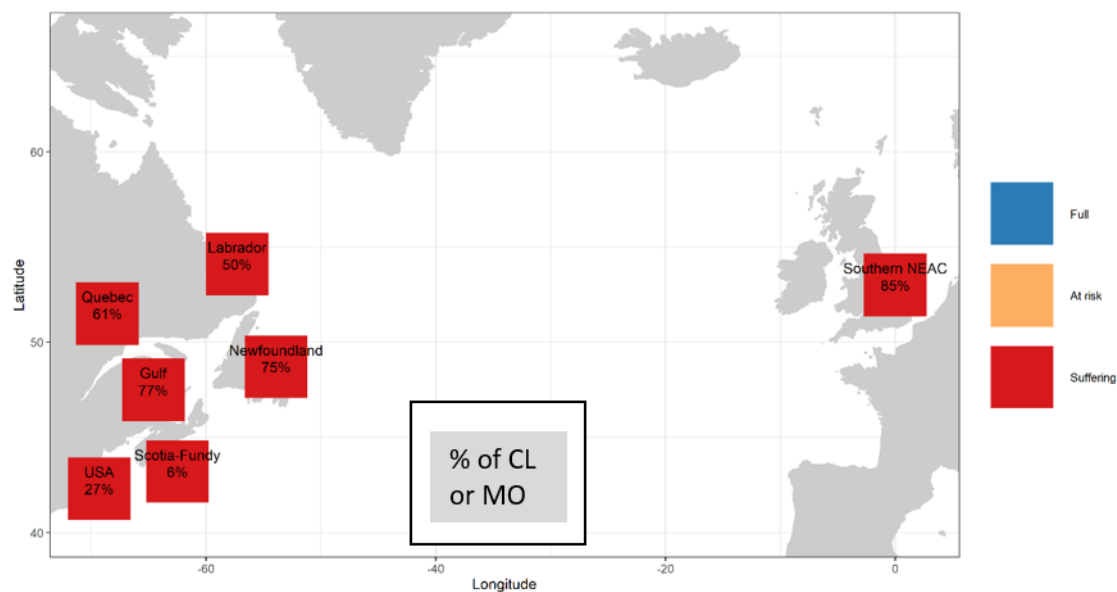 60
50
40
Latitude
-60
-50
-40
-20
0
Longitude
Labrador
50%
Quebec
61%
Newfoundland
75%
Gulf
77%
Scotia-Fundy
6%
USA
27%
Southern NEAC
85%
% of CL
or MO
Full
At risk
Suffering